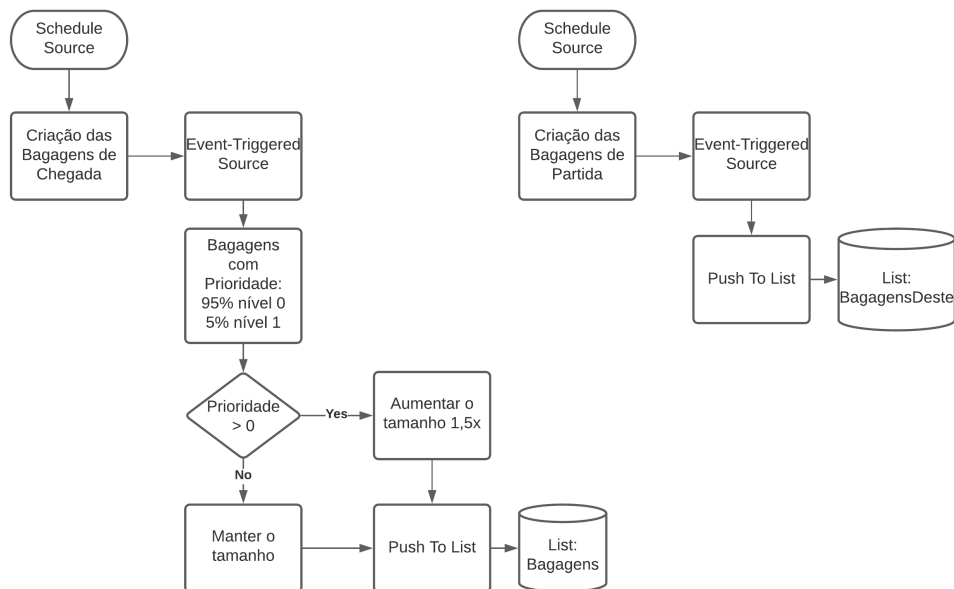 Schedule
Source
Criação das
Bagagens de
Chegada
Event-Triggered
Source
Bagagens
com
Prioridade:
95% nível 0
5% nível 1
Prioridade
> 0
Yes
Aumentar o
tamanho 1,5x
No
Manter o
tamanho
Push To List
List:
Bagagens
Schedule
Source
Criação das
Bagagens de
Partida
Event-Triggered
Source
Push To List
List:
BagagensDeste